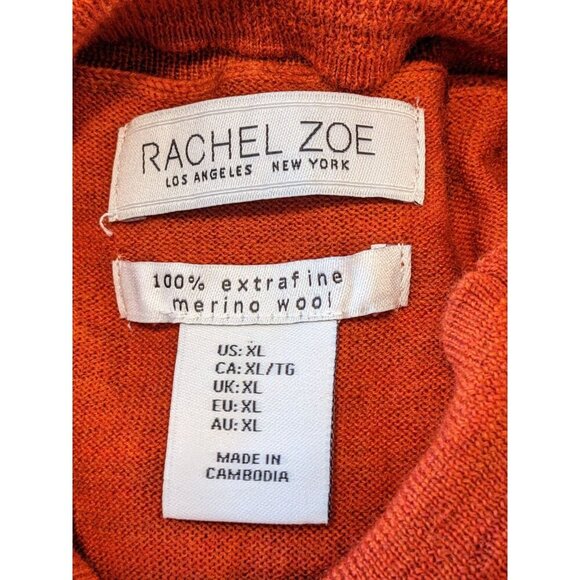 RACHEL ZOE
LOS ANGELES NEW YORK
100% extrafine
merino wool
US: XL
CA: XL/TG
UK: XL
EU: XL
AU: XL
MADE IN
CAMBODIA